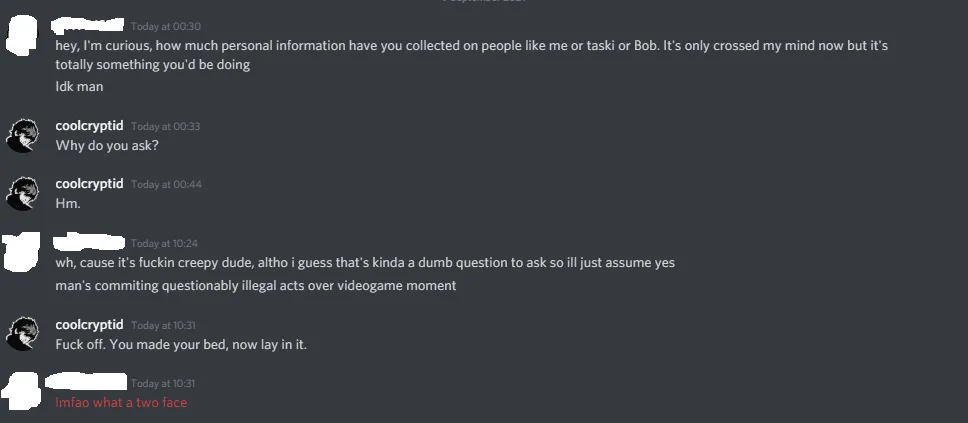 Today at 00:30
hey, I'm curious, how much personal information have you collected on people like me or taski or Bob. It's only crossed my mind now but it's
totally something you'd be doing
Idk man
coolcryptid Today at 00:33
Why do you ask?
coolcryptid Today at 00:44
Hm.
Today at 10:24
wh, cause it's fuckin creepy dude, altho i guess that's kinda a dumb question to ask so ill just assume yes
man's commiting questionably illegal acts over videogame moment
coolcryptid Today at 10:31
Fuck off. You made your bed, now lay in it.
Today at 10:31
lmfao what a two face